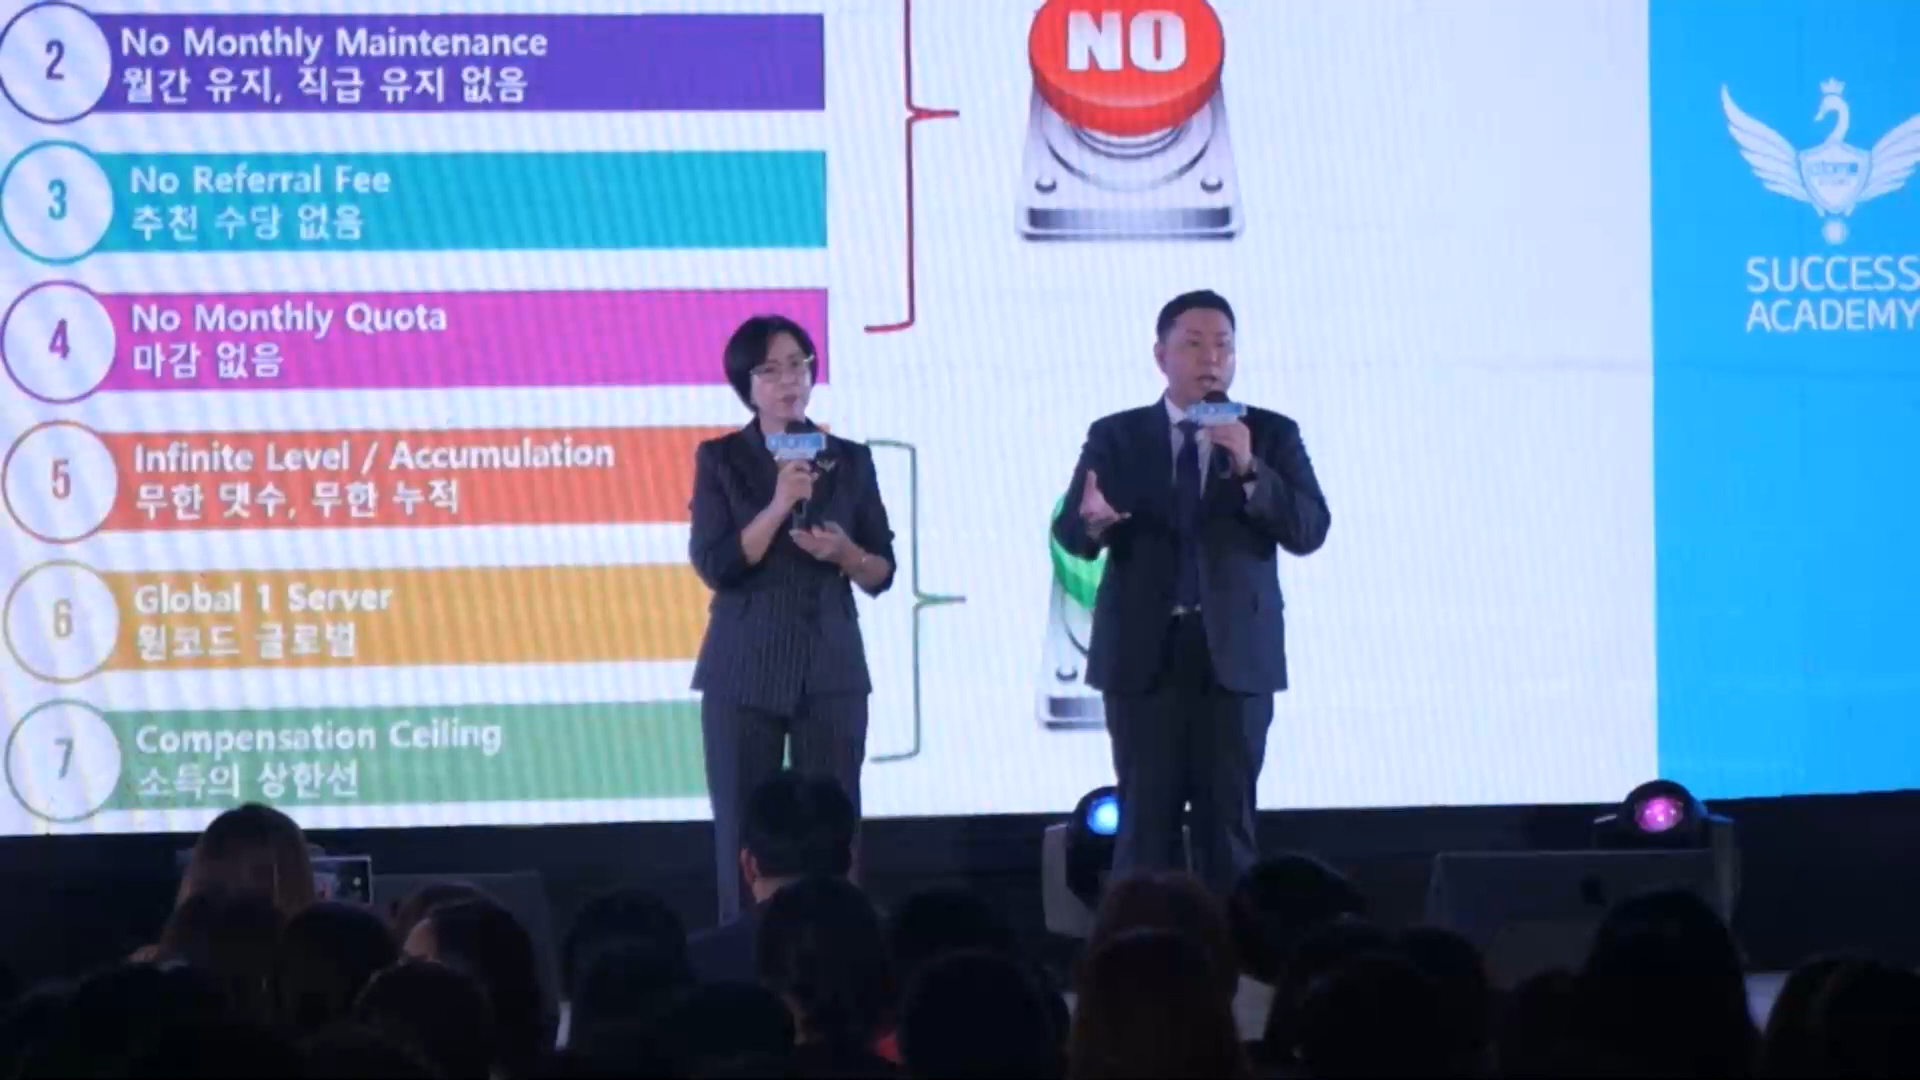 2
No Monthly Maintenance
월간 유지, 직급 유지 없음
3
No Referral Fee
추천 수당 없음
4
No Monthly Quota
마감 없음
5
Infinite Level / Accumulation
무한 댓수, 무한 누적
6
Global 1 Server
원코드 글로벌
7
Compensation Ceiling
소득의 상한선
NO
SUCCESS
ACADEMY